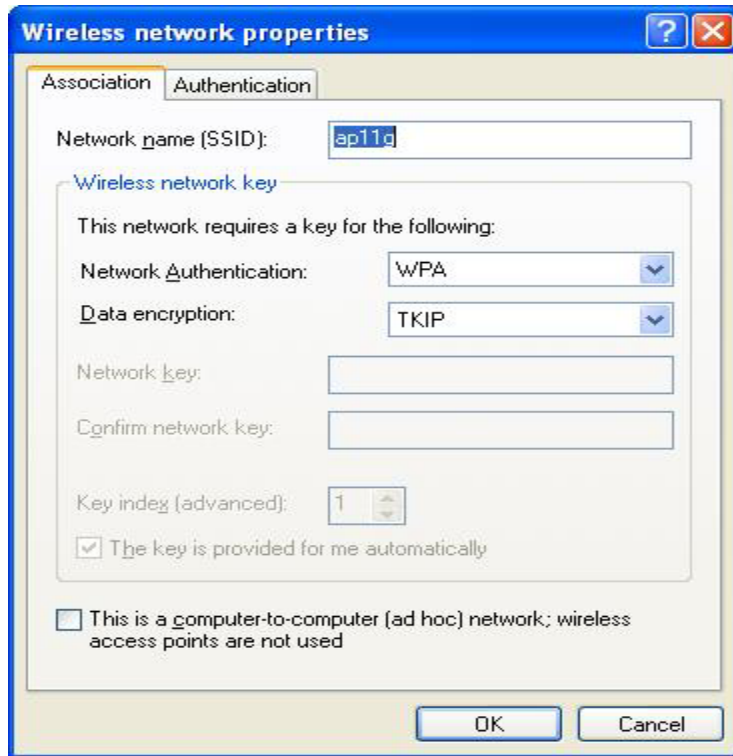 Wireless network properties
Association Authentication
Network name (SSID): ap11g
Wireless network key
This network requires a key for the following:
Network Authentication: WPA
Data encryption: TKIP
Network key:
Confirm network key:
Key index (advanced): 1
The key is provided for me automatically
This is a computer-to-computer (ad hoc) network; wireless
access points are not used
OK Cancel